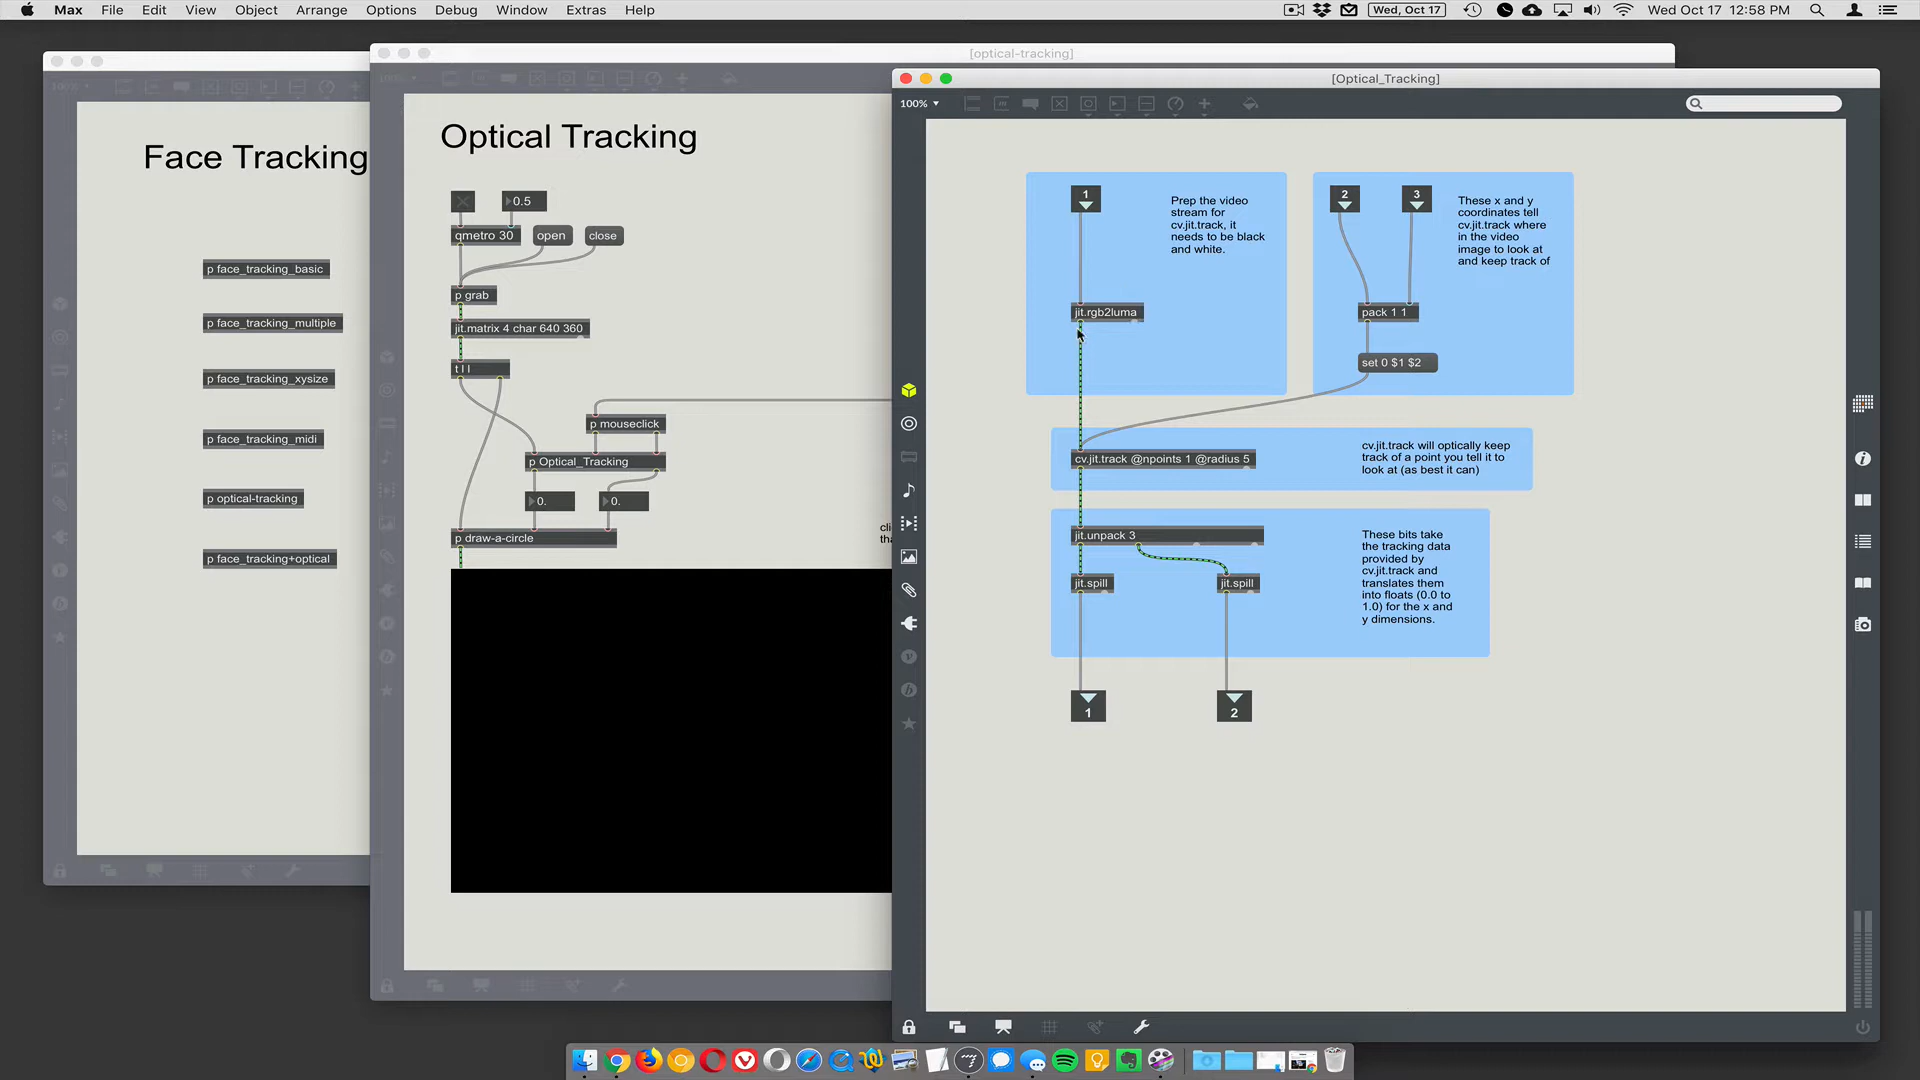 Max File Edit View Object Arrange Options Debug Window Extras Help
Wed, Oct 17
Wed Oct 17 12:58 PM
[optical-tracking]
[Optical_Tracking]
100%
Face Tracking
p face_tracking_basic
p face_tracking_multiple
p face_tracking_xysize
p face_tracking_midi
p optical-tracking
p face_tracking+optical
Optical Tracking
0.5
qmetro 30
open
close
p grab
jit.matrix 4 char 640 360
t l l
p mouseclick
p Optical_Tracking
0.
0.
p draw-a-circle
1
Prep the video
stream for
cv.jit.track, it
needs to be black
and white.
jit.rgb2luma
2
3
These x and y
coordinates tell
cv.jit.track where
in the video
image to look at
and keep track of
pack 1 1
set 0 $1 $2
cv.jit.track @npoints 1 @radius 5
cv.jit.track will optically keep
track of a point you tell it to
look at (as best it can)
jit.unpack 3
jit.spill
jit.spill
These bits take
the tracking data
provided by
cv.jit.track and
translates them
into floats (0.0 to
1.0) for the x and
y dimensions.
1
2